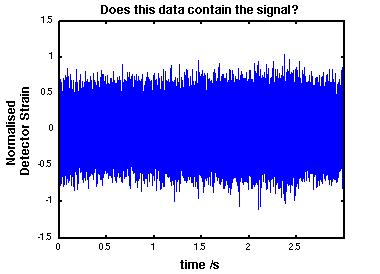 Does this data contain the signal?
1.5
1
0.5
0
-0.5
-1
-1.5
Normalised
Detector Strain
0 0.5 1 1.5 2 2.5
time /s